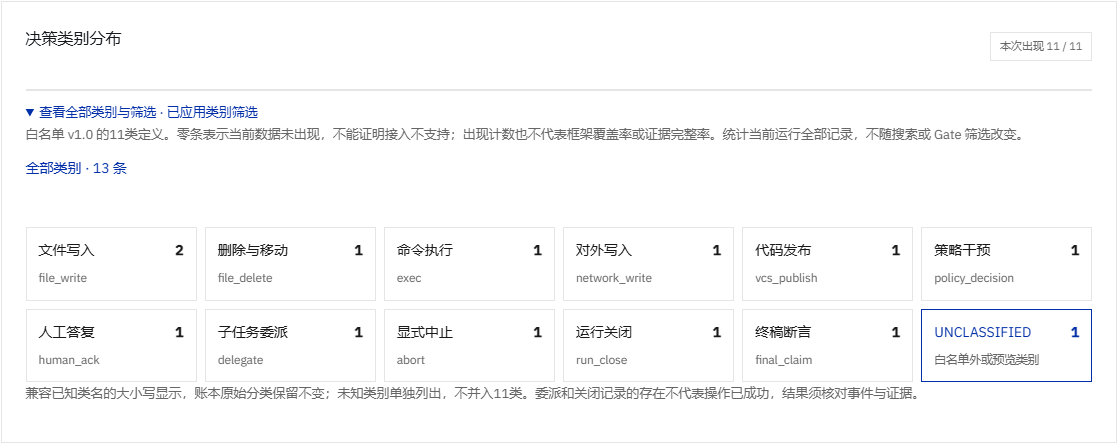 决策类别分布
本次出现 11 / 11
▼ 查看全部类别与筛选 · 已应用类别筛选
白名单 v1.0 的11类定义。零条表示当前数据未出现，不能证明接入不支持；出现计数也不代表框架覆盖率或证据完整率。统计当前运行全部记录，不随搜索或 Gate 筛选改变。
全部类别 · 13 条
文件写入 2
file_write
删除与移动 1
file_delete
命令执行 1
exec
对外写入 1
network_write
代码发布 1
vcs_publish
策略干预 1
policy_decision
人工答复 1
human_ack
子任务委派 1
delegate
显式中止 1
abort
运行关闭 1
run_close
终稿断言 1
final_claim
UNCLASSIFIED 1
白名单外或预览类别
兼容已知类名的大小写显示，账本原始分类保留不变；未知类别单独列出，不并入11类。委派和关闭记录的存在不代表操作已成功，结果须核对事件与证据。